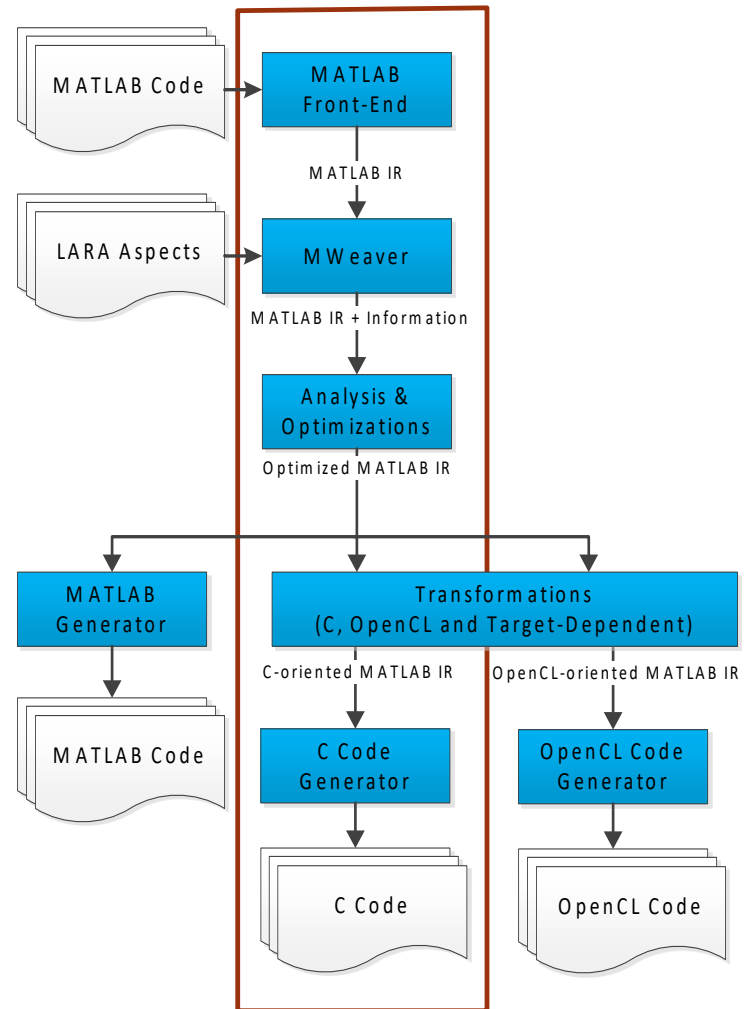 MATLAB Code
MATLAB
Front-End
MATLAB IR
LARA Aspects
MWeaver
MATLAB IR + Information
Analysis &
Optimizations
Optimized MATLAB IR
MATLAB
Generator
Transformations
(C, OpenCL and Target-Dependent)
C-oriented MATLAB IR
OpenCL-oriented MATLAB IR
MATLAB Code
C Code
Generator
OpenCL Code
Generator
C Code
OpenCL Code